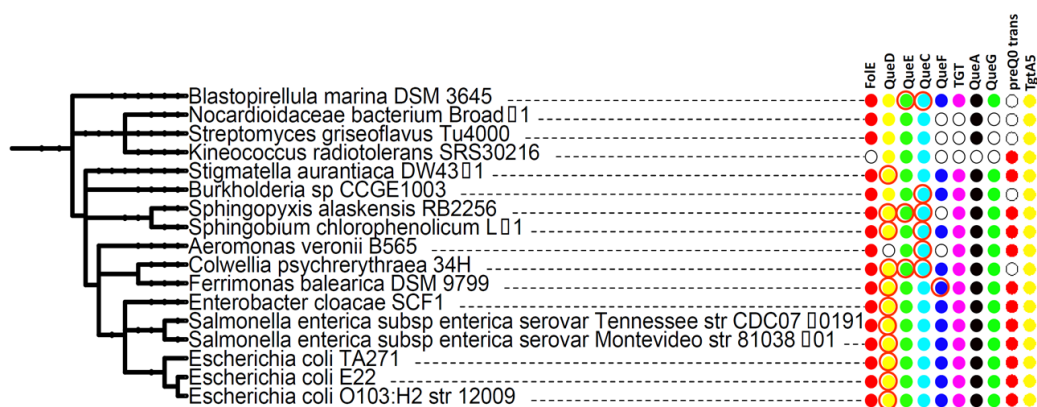 FolE QueD QueE QueC QueF TGT QueA QueG preQ0 trans TgtA5
Blastopirellula marina DSM 3645
Nocardioidaceae bacterium Broad▯1
Streptomyces griseoflavus Tu4000
Kineococcus radiotolerans SRS30216
Stigmatella aurantiaca DW43▯1
Burkholderia sp CCGE1003
Sphingopyxis alaskensis RB2256
Sphingobium chlorophenolicum L▯1
Aeromonas veronii B565
Colwellia psychrerythraea 34H
Ferrimonas balearica DSM 9799
Enterobacter cloacae SCF1
Salmonella enterica subsp enterica serovar Tennessee str CDC07 ▯0191
Salmonella enterica subsp enterica serovar Montevideo str 81038 ▯01
Escherichia coli TA271
Escherichia coli E22
Escherichia coli O103:H2 str 12009